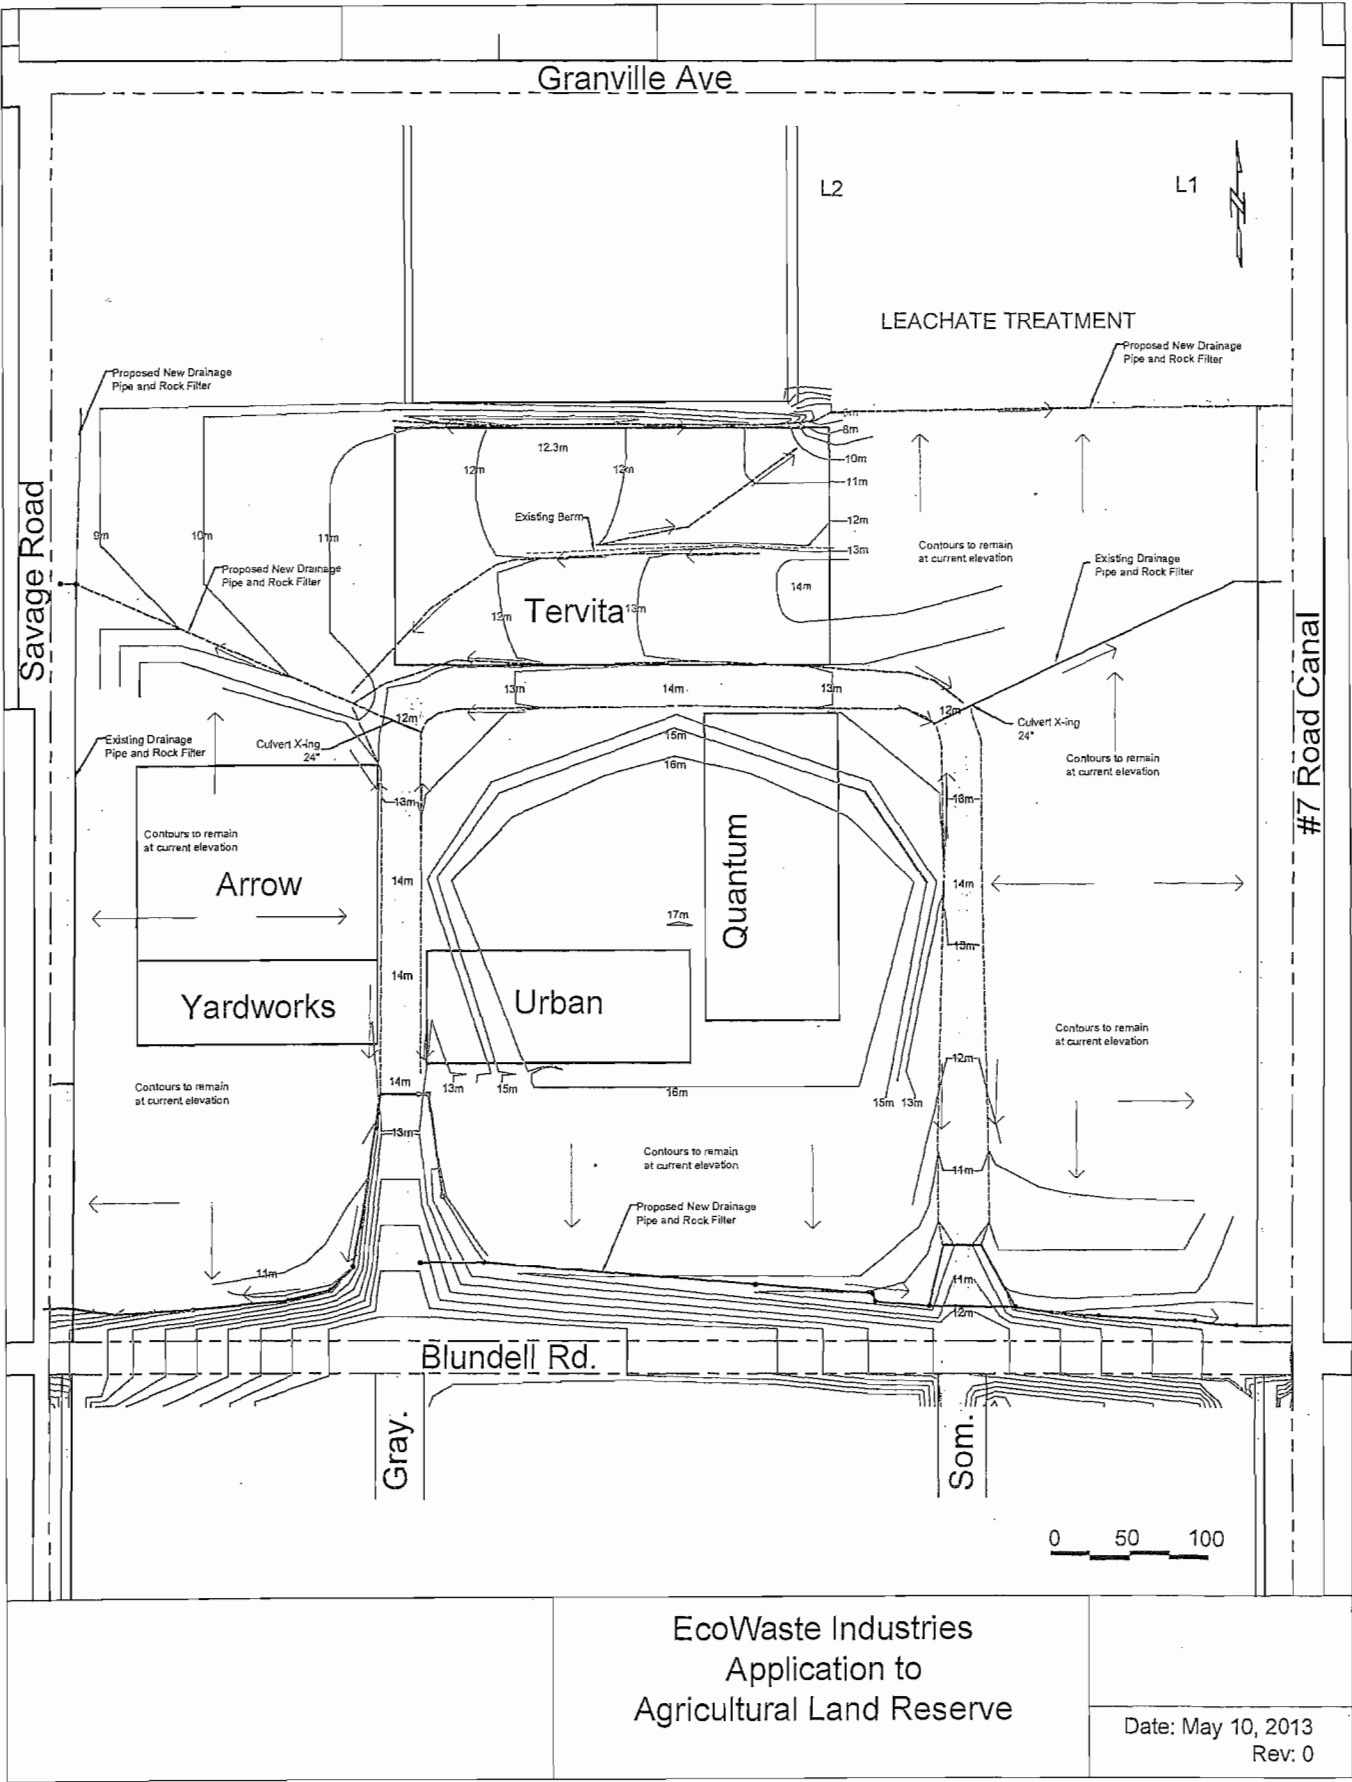 Granville Ave
L2
L1
LEACHATE TREATMENT
Proposed New Drainage
Pipe and Rock Filter
Proposed New Drainage
Pipe and Rock Filter
8m
12.3m
10m
12m
12m
11m
Existing Berm
12m
9m
10m
11m
13m
Contours to remain
at current elevation
Existing Drainage
Pipe and Rock Filter
Proposed New Drainage
Pipe and Rock Filter
14m
Savage Road
12m
Tervita
13m
#7 Road Canal
13m
14m
13m
12m
12m
Culvert X-ing
24"
Culvert X-ing
24"
Existing Drainage
Pipe and Rock Filter
15m
16m
Contours to remain
at current elevation
13m
13m
Contours to remain
at current elevation
Arrow
14m
Quantum
14m
17m
13m
14m
Yardworks
Urban
Contours to remain
at current elevation
12m
14m
13m
15m
16m
15m
13m
Contours to remain
at current elevation
13m
Contours to remain
at current elevation
11m
Proposed New Drainage
Pipe and Rock Filter
11m
11m
12m
Blundell Rd.
Gray.
Som.
0 50 100
EcoWaste Industries
Application to
Agricultural Land Reserve
Date: May 10, 2013
Rev: 0